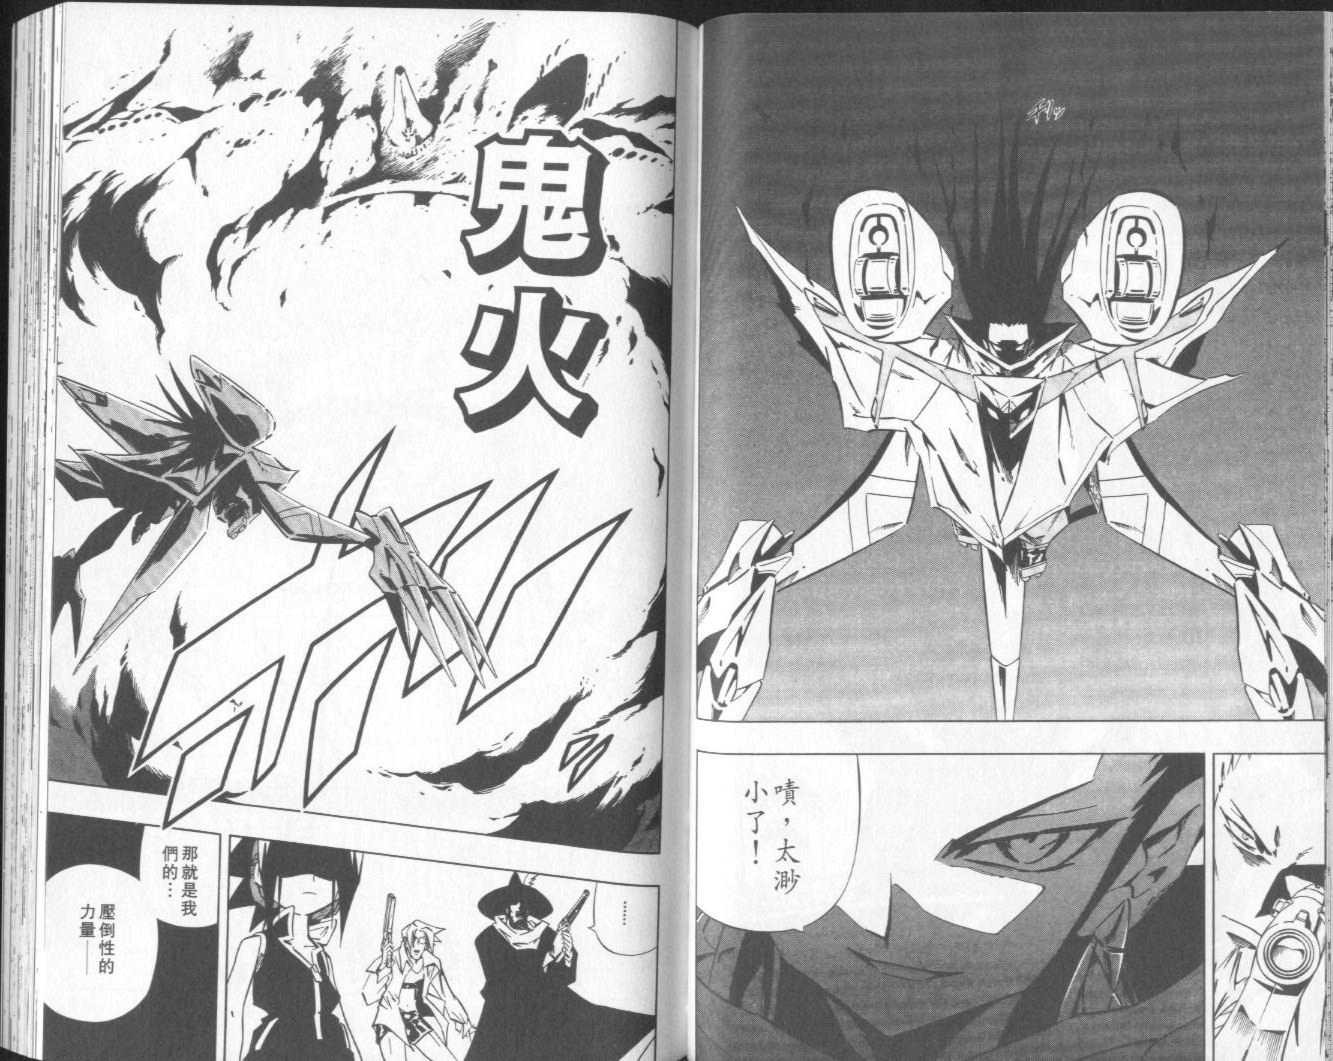 嘖，太渺
小了！
鬼
火
……
那就是我
們的…
壓倒性的
力量——